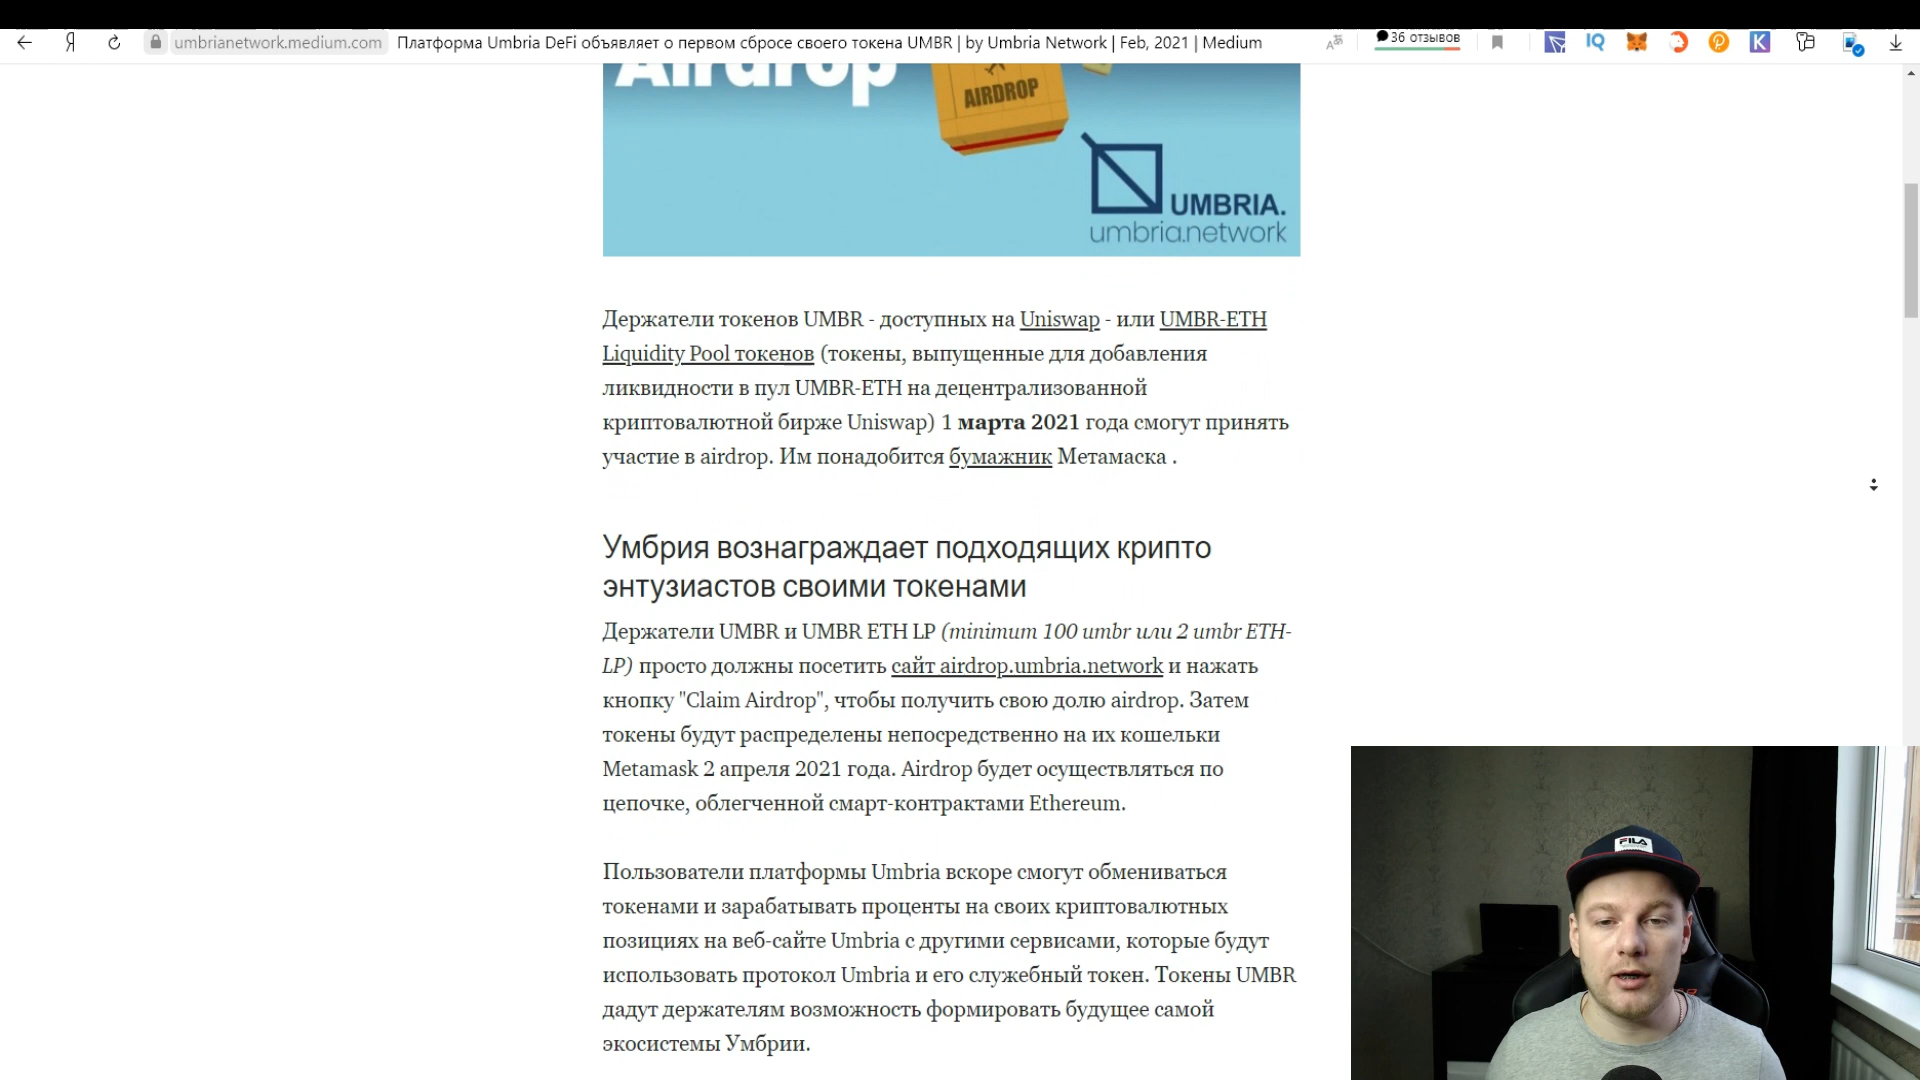 umbrianetwork.medium.com Платформа Umbria DeFi объявляет о первом сбросе своего токена UMBR | by Umbria Network | Feb, 2021 | Medium
36 отзывов
Airdrop
AIRDROP
UMBRIA.
umbria.network
Держатели токенов UMBR - доступных на Uniswap - или UMBR-ETH
Liquidity Pool токенов (токены, выпущенные для добавления
ликвидности в пул UMBR-ETH на децентрализованной
криптовалютной бирже Uniswap) 1 марта 2021 года смогут принять
участие в airdrop. Им понадобится бумажник Метамаска .
Умбрия вознаграждает подходящих крипто
энтузиастов своими токенами
Держатели UMBR и UMBR ETH LP (minimum 100 umbr или 2 umbr ETH-
LP) просто должны посетить сайт airdrop.umbria.network и нажать
кнопку "Claim Airdrop", чтобы получить свою долю airdrop. Затем
токены будут распределены непосредственно на их кошельки
Metamask 2 апреля 2021 года. Airdrop будет осуществляться по
цепочке, облегченной смарт-контрактами Ethereum.
Пользователи платформы Umbria вскоре смогут обмениваться
токенами и зарабатывать проценты на своих криптовалютных
позициях на веб-сайте Umbria с другими сервисами, которые будут
использовать протокол Umbria и его служебный токен. Токены UMBR
дадут держателям возможность формировать будущее самой
экосистемы Умбрии.
FILA